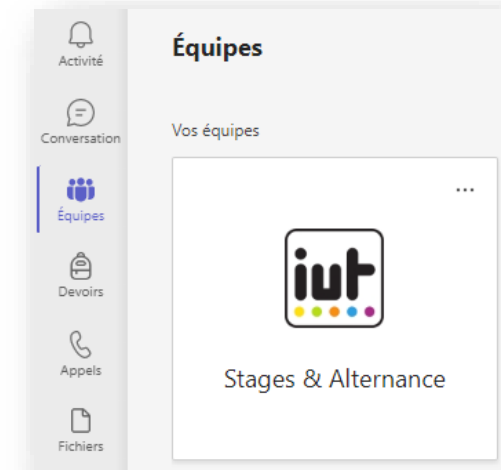 Activité
Conversation
Équipes
Devoirs
Appels
Fichiers
Équipes
Vos équipes
...
iut
Stages & Alternance